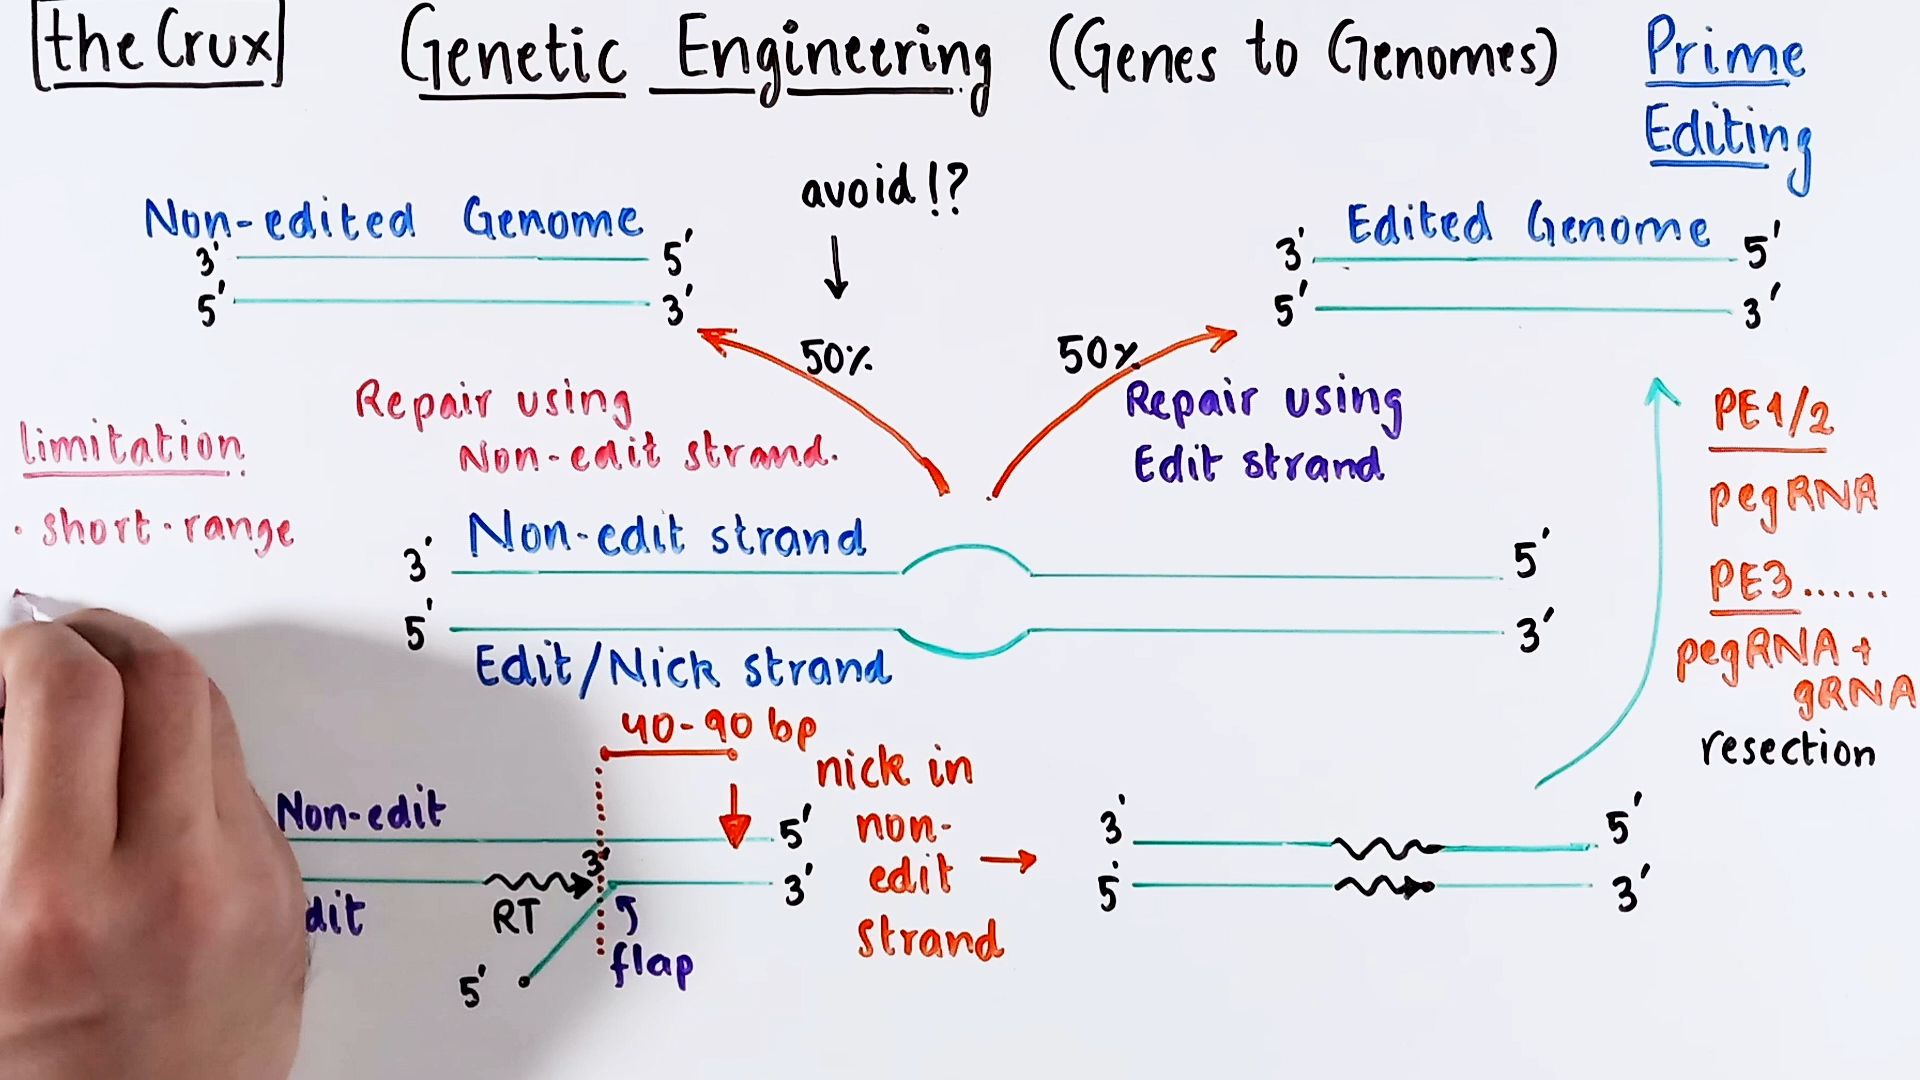 the Crux Genetic Engineering (Genes to Genomes) Prime
Editing
avoid!?
Non-edited Genome
3' 5'
5' 3'
Edited Genome
3' 5'
5' 3'
50% 50%
Repair using
Non-edit strand.
Repair using
Edit strand
limitation
· short-range
PE1/2
pegRNA
PE3......
pegRNA +
gRNA
resection
Non-edit strand
3' 5'
5' 3'
Edit/Nick strand
40-90 bp
nick in
non-
edit
strand
Non-edit
5'
3'
3'
RT
flap
5'
3' 5'
5' 3'